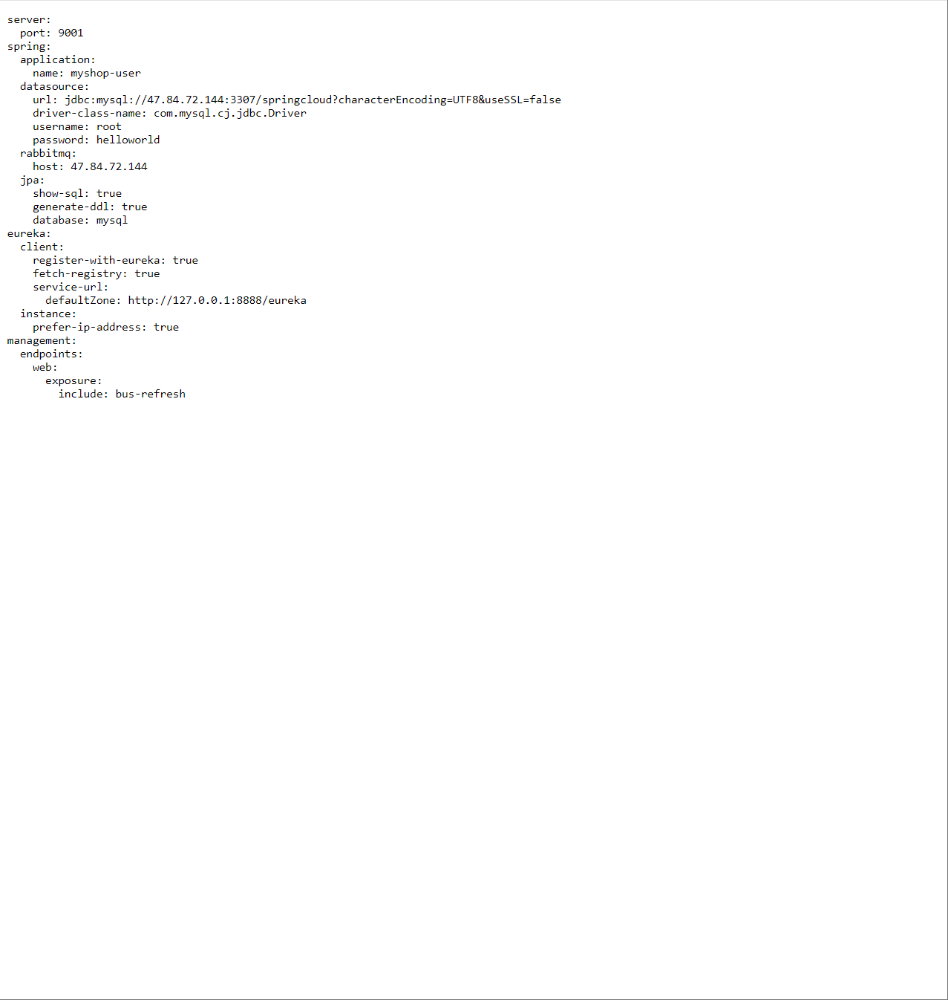 server:
  port: 9001
spring:
  application:
    name: myshop-user
  datasource:
    url: jdbc:mysql://47.84.72.144:3307/springcloud?characterEncoding=UTF8&useSSL=false
    driver-class-name: com.mysql.cj.jdbc.Driver
    username: root
    password: helloworld
  rabbitmq:
    host: 47.84.72.144
  jpa:
    show-sql: true
    generate-ddl: true
    database: mysql
eureka:
  client:
    register-with-eureka: true
    fetch-registry: true
    service-url:
      defaultZone: http://127.0.0.1:8888/eureka
  instance:
    prefer-ip-address: true
management:
  endpoints:
    web:
      exposure:
        include: bus-refresh